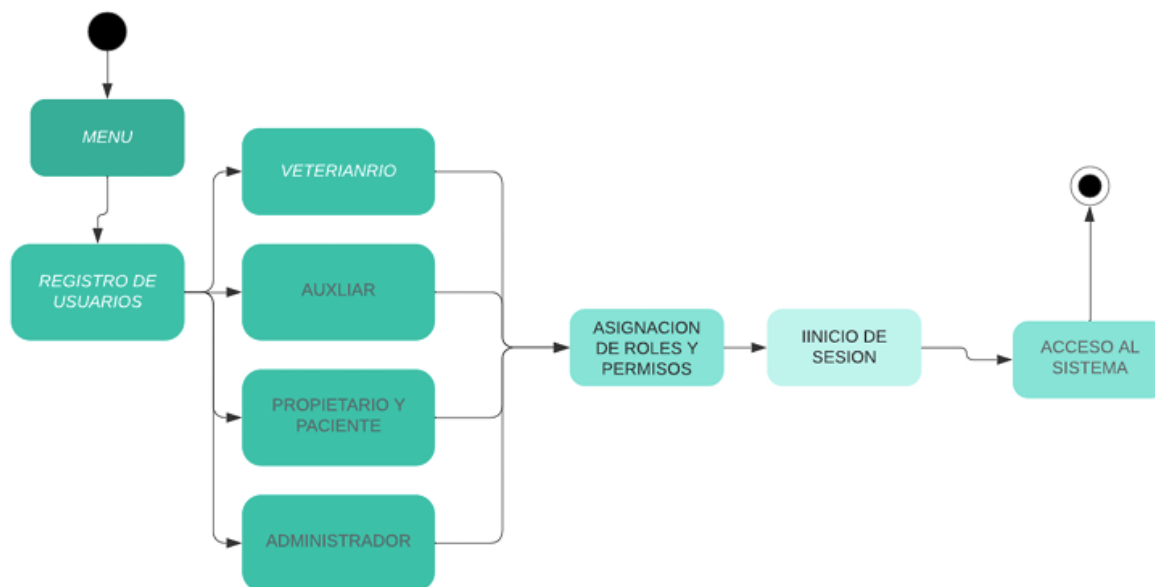 MENU
REGISTRO DE
USUARIOS
VETERIANRIO
AUXLIAR
PROPIETARIO Y
PACIENTE
ADMINISTRADOR
ASIGNACION
DE ROLES Y
PERMISOS
IINICIO DE
SESION
ACCESO AL
SISTEMA